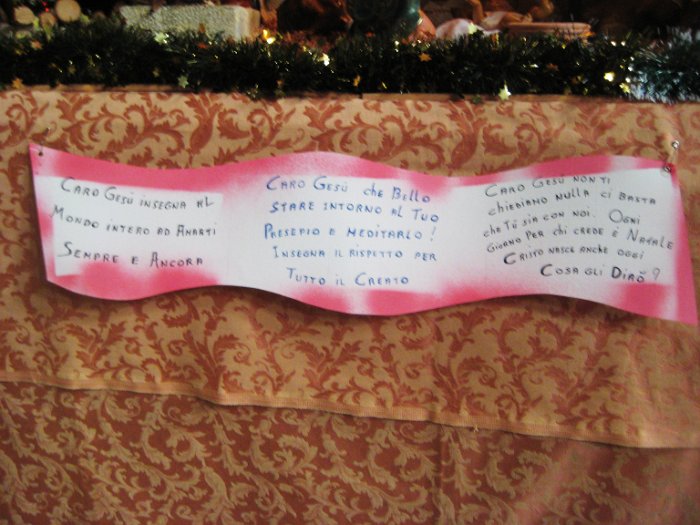 CARO GESÙ INSEGNA AL
MONDO INTERO AD AMARTI
SEMPRE E ANCORA
CARO GESÙ CHE BELLO
STARE INTORNO AL TUO
PRESEPIO E MEDITARLO!
INSEGNA IL RISPETTO PER
TUTTO IL CREATO
CARO GESÙ NON TI
CHIEDIAMO NULLA CI BASTA
CHE TU SIA CON NOI. OGNI
GIORNO PER CHI CREDE È NATALE
CRISTO NASCE ANCHE OGGI
COSA GLI DIRÒ?